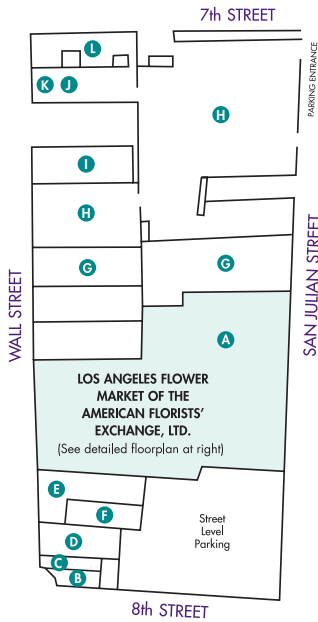 7th STREET
L
K J
PARKING ENTRANCE
H
I
H
G
G
WALL STREET
SAN JULIAN STREET
A
LOS ANGELES FLOWER
MARKET OF THE
AMERICAN FLORISTS’
EXCHANGE, LTD.
(See detailed floorplan at right)
E
F
Street
Level
Parking
D
C
B
8th STREET